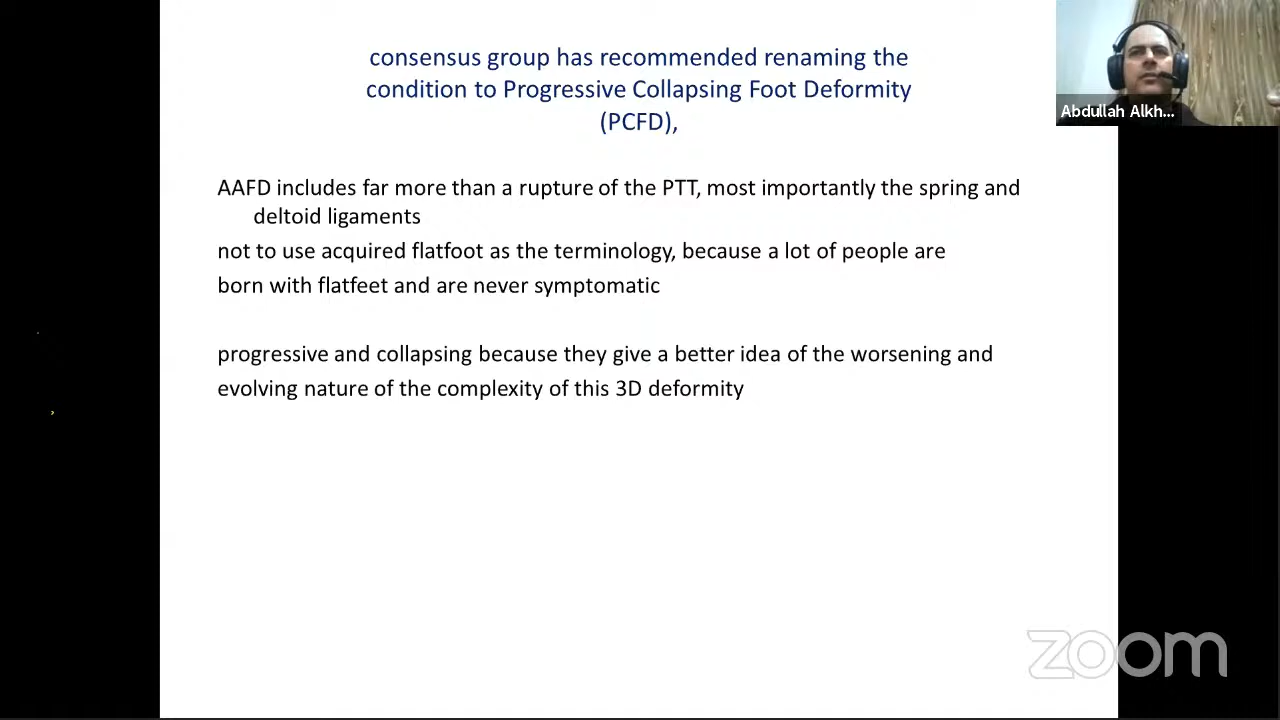 consensus group has recommended renaming the
condition to Progressive Collapsing Foot Deformity
(PCFD),
Abdullah Alkh...
AAFD includes far more than a rupture of the PTT, most importantly the spring and
deltoid ligaments
not to use acquired flatfoot as the terminology, because a lot of people are
born with flatfeet and are never symptomatic
progressive and collapsing because they give a better idea of the worsening and
evolving nature of the complexity of this 3D deformity
zoom